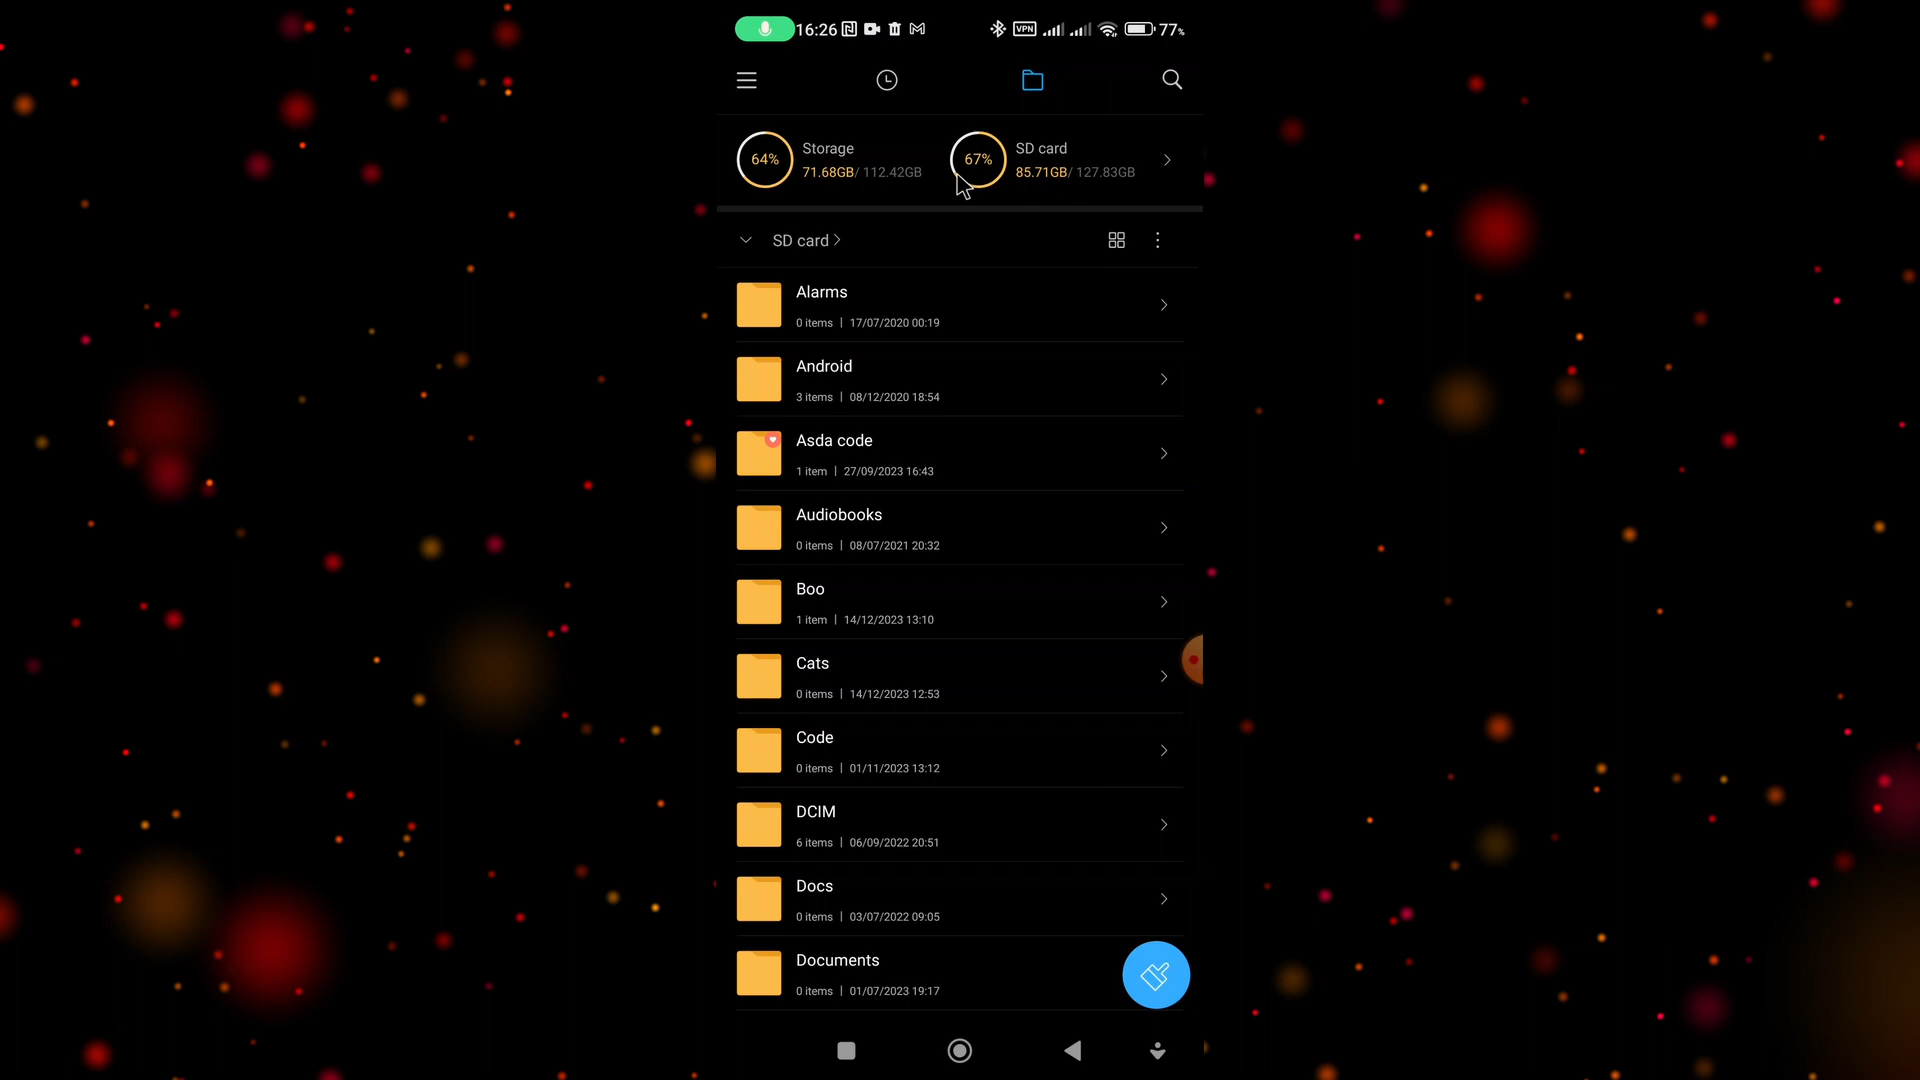 16:26 VPN 77%
64% Storage 67% SD card
71.68GB/ 112.42GB 85.71GB/ 127.83GB
SD card
Alarms
0 items | 17/07/2020 00:19
Android
3 items | 08/12/2020 18:54
Asda code
1 item | 27/09/2023 16:43
Audiobooks
0 items | 08/07/2021 20:32
Boo
1 item | 14/12/2023 13:10
Cats
0 items | 14/12/2023 12:53
Code
0 items | 01/11/2023 13:12
DCIM
6 items | 06/09/2022 20:51
Docs
0 items | 03/07/2022 09:05
Documents
0 items | 01/07/2023 19:17